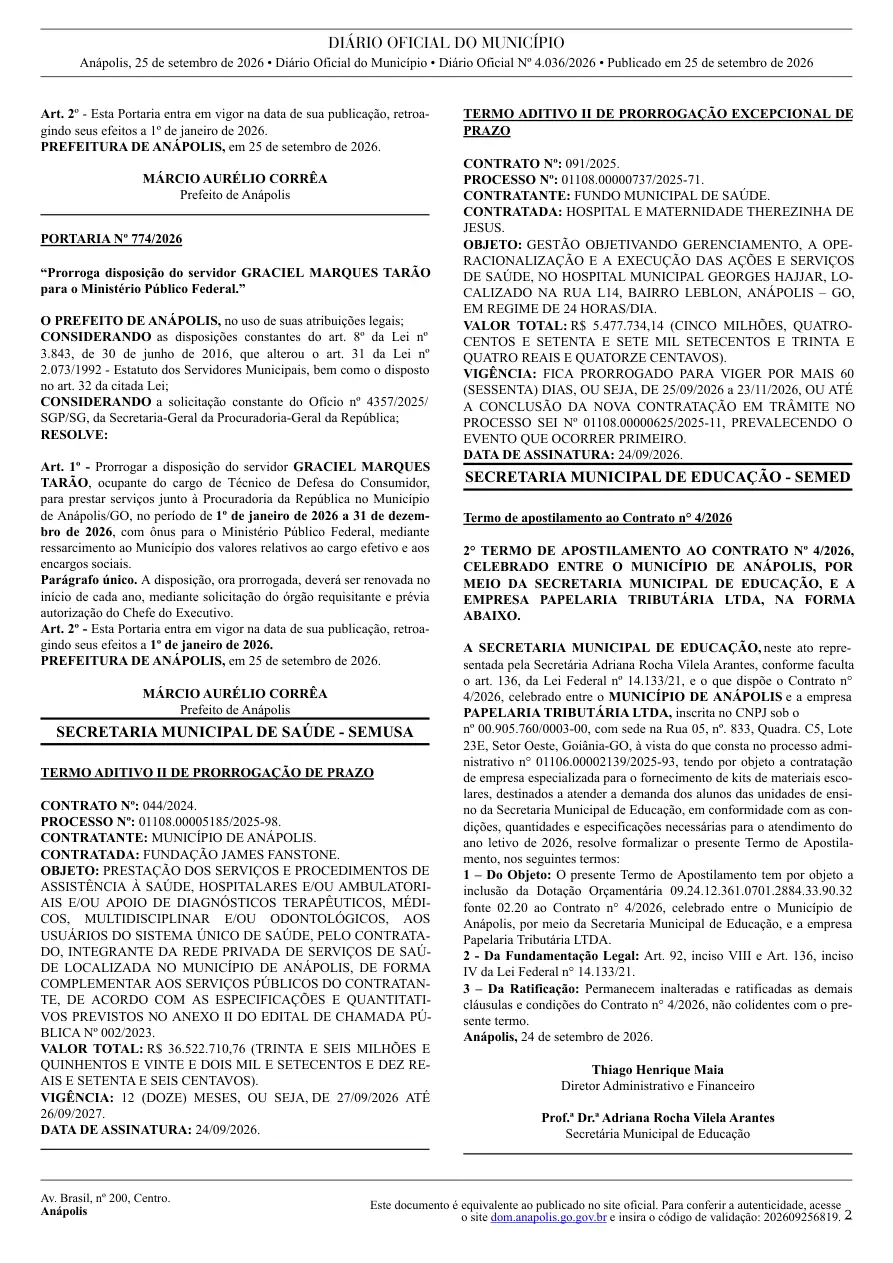 DIÁRIO OFICIAL DO MUNICÍPIO
Anápolis, 25 de setembro de 2026 • Diário Oficial do Município • Diário Oficial Nº 4.036/2026 • Publicado em 25 de setembro de 2026
Art. 2º - Esta Portaria entra em vigor na data de sua publicação, retroa-
gindo seus efeitos a 1º de janeiro de 2026.
PREFEITURA DE ANÁPOLIS, em 25 de setembro de 2026.
MÁRCIO AURÉLIO CORRÊA
Prefeito de Anápolis
PORTARIA Nº 774/2026
“Prorroga disposição do servidor GRACIEL MARQUES TARÃO
para o Ministério Público Federal.”
O PREFEITO DE ANÁPOLIS, no uso de suas atribuições legais;
CONSIDERANDO as disposições constantes do art. 8º da Lei nº
3.843, de 30 de junho de 2016, que alterou o art. 31 da Lei nº
2.073/1992 - Estatuto dos Servidores Municipais, bem como o disposto
no art. 32 da citada Lei;
CONSIDERANDO a solicitação constante do Ofício nº 4357/2025/
SGP/SG, da Secretaria-Geral da Procuradoria-Geral da República;
RESOLVE:
Art. 1º - Prorrogar a disposição do servidor GRACIEL MARQUES
TARÃO, ocupante do cargo de Técnico de Defesa do Consumidor,
para prestar serviços junto à Procuradoria da República no Município
de Anápolis/GO, no período de 1º de janeiro de 2026 a 31 de dezem-
bro de 2026, com ônus para o Ministério Público Federal, mediante
ressarcimento ao Município dos valores relativos ao cargo efetivo e aos
encargos sociais.
Parágrafo único. A disposição, ora prorrogada, deverá ser renovada no
início de cada ano, mediante solicitação do órgão requisitante e prévia
autorização do Chefe do Executivo.
Art. 2º - Esta Portaria entra em vigor na data de sua publicação, retroa-
gindo seus efeitos a 1º de janeiro de 2026.
PREFEITURA DE ANÁPOLIS, em 25 de setembro de 2026.
MÁRCIO AURÉLIO CORRÊA
Prefeito de Anápolis
SECRETARIA MUNICIPAL DE SAÚDE - SEMUSA
TERMO ADITIVO II DE PRORROGAÇÃO DE PRAZO
CONTRATO Nº: 044/2024.
PROCESSO Nº: 01108.00005185/2025-98.
CONTRATANTE: MUNICÍPIO DE ANÁPOLIS.
CONTRATADA: FUNDAÇÃO JAMES FANSTONE.
OBJETO: PRESTAÇÃO DOS SERVIÇOS E PROCEDIMENTOS DE
ASSISTÊNCIA À SAÚDE, HOSPITALARES E/OU AMBULATORI-
AIS E/OU APOIO DE DIAGNÓSTICOS TERAPÊUTICOS, MÉDI-
COS, MULTIDISCIPLINAR E/OU ODONTOLÓGICOS, AOS
USUÁRIOS DO SISTEMA ÚNICO DE SAÚDE, PELO CONTRATA-
DO, INTEGRANTE DA REDE PRIVADA DE SERVIÇOS DE SAÚ-
DE LOCALIZADA NO MUNICÍPIO DE ANÁPOLIS, DE FORMA
COMPLEMENTAR AOS SERVIÇOS PÚBLICOS DO CONTRATAN-
TE, DE ACORDO COM AS ESPECIFICAÇÕES E QUANTITATI-
VOS PREVISTOS NO ANEXO II DO EDITAL DE CHAMADA PÚ-
BLICA Nº 002/2023.
VALOR TOTAL: R$ 36.522.710,76 (TRINTA E SEIS MILHÕES E
QUINHENTOS E VINTE E DOIS MIL E SETECENTOS E DEZ RE-
AIS E SETENTA E SEIS CENTAVOS).
VIGÊNCIA: 12 (DOZE) MESES, OU SEJA, DE 27/09/2026 ATÉ
26/09/2027.
DATA DE ASSINATURA: 24/09/2026.
TERMO ADITIVO II DE PRORROGAÇÃO EXCEPCIONAL DE
PRAZO
CONTRATO Nº: 091/2025.
PROCESSO Nº: 01108.00000737/2025-71.
CONTRATANTE: FUNDO MUNICIPAL DE SAÚDE.
CONTRATADA: HOSPITAL E MATERNIDADE THEREZINHA DE
JESUS.
OBJETO: GESTÃO OBJETIVANDO GERENCIAMENTO, A OPE-
RACIONALIZAÇÃO E A EXECUÇÃO DAS AÇÕES E SERVIÇOS
DE SAÚDE, NO HOSPITAL MUNICIPAL GEORGES HAJJAR, LO-
CALIZADO NA RUA L14, BAIRRO LEBLON, ANÁPOLIS – GO,
EM REGIME DE 24 HORAS/DIA.
VALOR TOTAL: R$ 5.477.734,14 (CINCO MILHÕES, QUATRO-
CENTOS E SETENTA E SETE MIL SETECENTOS E TRINTA E
QUATRO REAIS E QUATORZE CENTAVOS).
VIGÊNCIA: FICA PRORROGADO PARA VIGER POR MAIS 60
(SESSENTA) DIAS, OU SEJA, DE 25/09/2026 a 23/11/2026, OU ATÉ
A CONCLUSÃO DA NOVA CONTRATAÇÃO EM TRÂMITE NO
PROCESSO SEI Nº 01108.00000625/2025-11, PREVALECENDO O
EVENTO QUE OCORRER PRIMEIRO.
DATA DE ASSINATURA: 24/09/2026.
SECRETARIA MUNICIPAL DE EDUCAÇÃO - SEMED
Termo de apostilamento ao Contrato n° 4/2026
2° TERMO DE APOSTILAMENTO AO CONTRATO Nº 4/2026,
CELEBRADO ENTRE O MUNICÍPIO DE ANÁPOLIS, POR
MEIO DA SECRETARIA MUNICIPAL DE EDUCAÇÃO, E A
EMPRESA PAPELARIA TRIBUTÁRIA LTDA, NA FORMA
ABAIXO.
A SECRETARIA MUNICIPAL DE EDUCAÇÃO, neste ato repre-
sentada pela Secretária Adriana Rocha Vilela Arantes, conforme faculta
o art. 136, da Lei Federal nº 14.133/21, e o que dispõe o Contrato n°
4/2026, celebrado entre o MUNICÍPIO DE ANÁPOLIS e a empresa
PAPELARIA TRIBUTÁRIA LTDA, inscrita no CNPJ sob o
nº 00.905.760/0003-00, com sede na Rua 05, nº. 833, Quadra. C5, Lote
23E, Setor Oeste, Goiânia-GO, à vista do que consta no processo admi-
nistrativo n° 01106.00002139/2025-93, tendo por objeto a contratação
de empresa especializada para o fornecimento de kits de materiais esco-
lares, destinados a atender a demanda dos alunos das unidades de ensi-
no da Secretaria Municipal de Educação, em conformidade com as con-
dições, quantidades e especificações necessárias para o atendimento do
ano letivo de 2026, resolve formalizar o presente Termo de Apostila-
mento, nos seguintes termos:
1 – Do Objeto: O presente Termo de Apostilamento tem por objeto a
inclusão da Dotação Orçamentária 09.24.12.361.0701.2884.33.90.32
fonte 02.20 ao Contrato n° 4/2026, celebrado entre o Município de
Anápolis, por meio da Secretaria Municipal de Educação, e a empresa
Papelaria Tributária LTDA.
2 - Da Fundamentação Legal: Art. 92, inciso VIII e Art. 136, inciso
IV da Lei Federal n° 14.133/21.
3 – Da Ratificação: Permanecem inalteradas e ratificadas as demais
cláusulas e condições do Contrato n° 4/2026, não colidentes com o pre-
sente termo.
Anápolis, 24 de setembro de 2026.
Thiago Henrique Maia
Diretor Administrativo e Financeiro
Prof.ª Dr.ª Adriana Rocha Vilela Arantes
Secretária Municipal de Educação
Av. Brasil, nº 200, Centro.
Anápolis
Este documento é equivalente ao publicado no site oficial. Para conferir a autenticidade, acesse
o site dom.anapolis.go.gov.br e insira o código de validação: 202609256819. 2